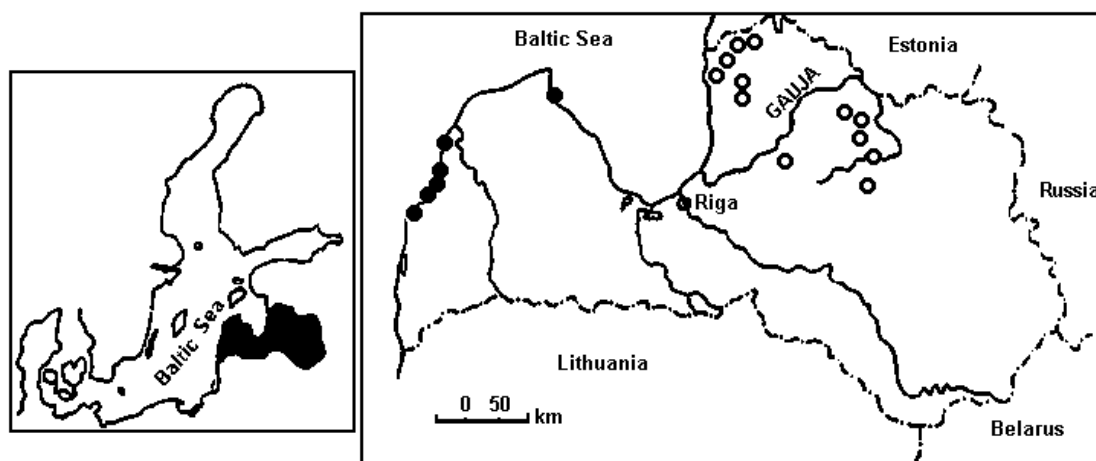 Baltic Sea
Baltic Sea
Estonia
GAUJA
Russia
Riga
Lithuania
0 50
km
Belarus